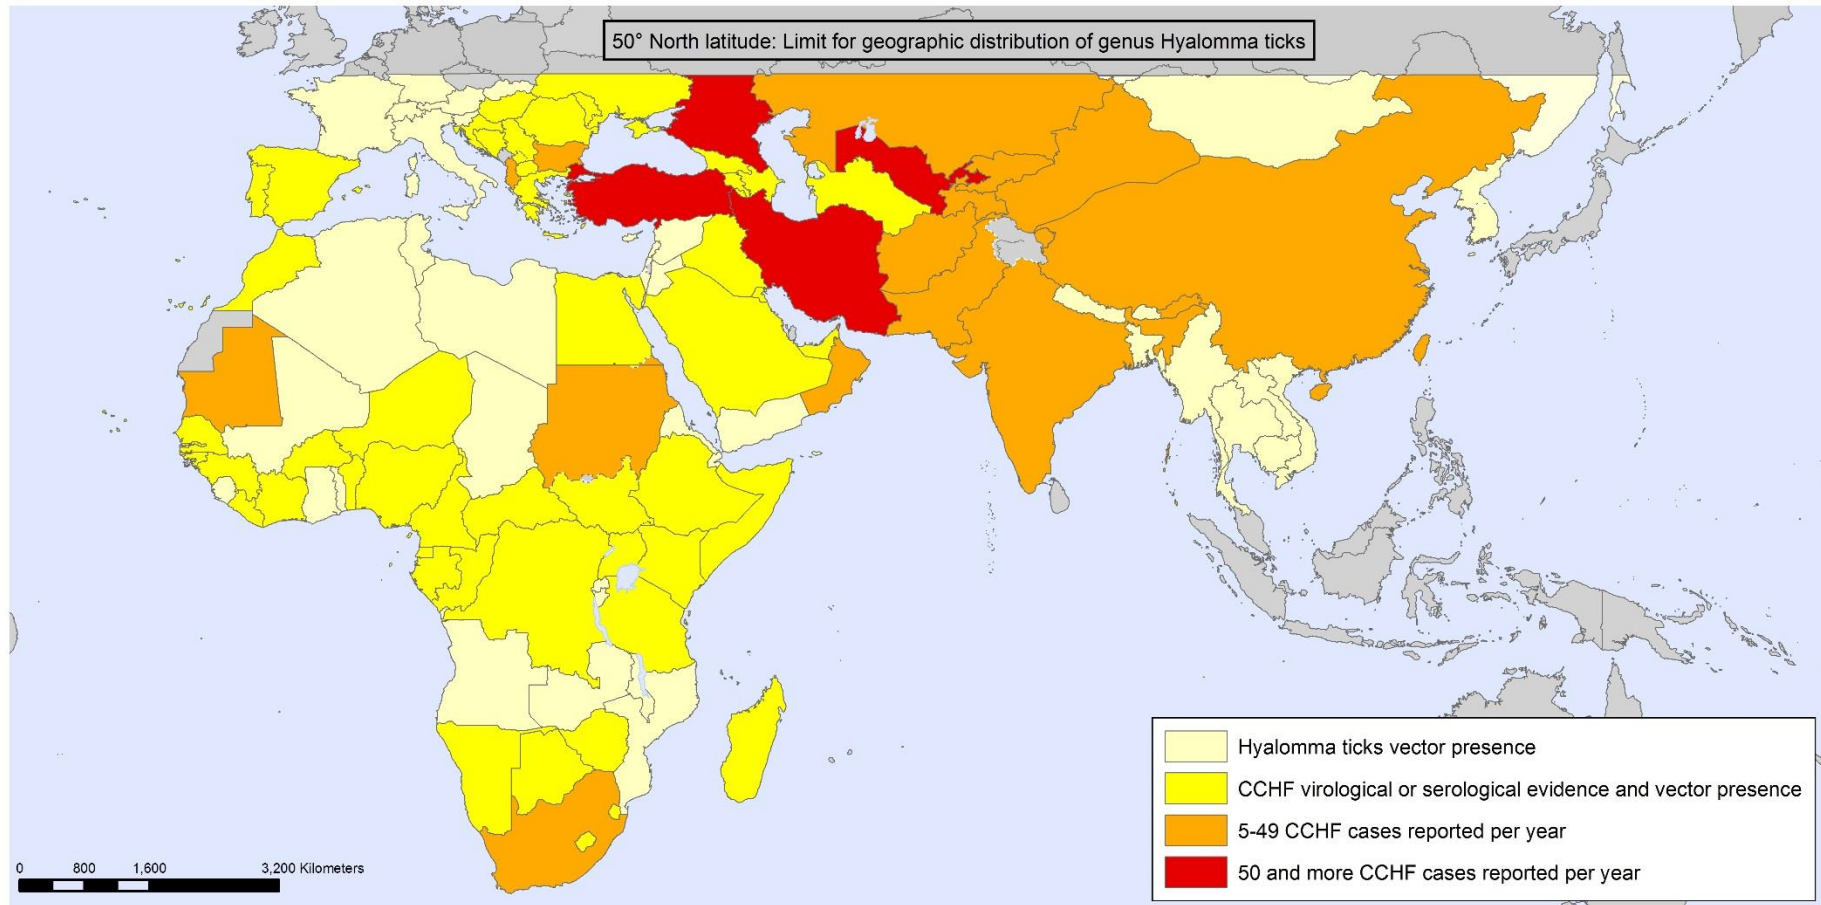 50° North latitude: Limit for geographic distribution of genus Hyalomma ticks
Hyalomma ticks vector presence
CCHF virological or serological evidence and vector presence
5-49 CCHF cases reported per year
50 and more CCHF cases reported per year
0 800 1,600 3,200 Kilometers